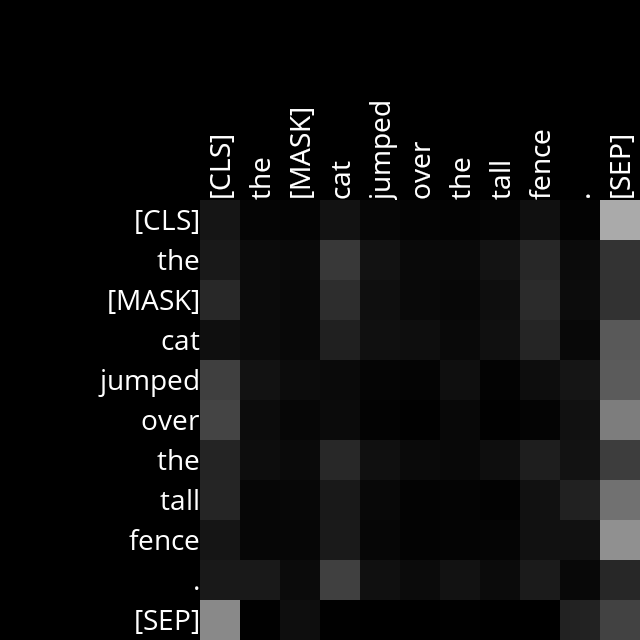 [CLS] the [MASK] cat jumped over the tall fence . [SEP]
[CLS]
the
[MASK]
cat
jumped
over
the
tall
fence
.
[SEP]